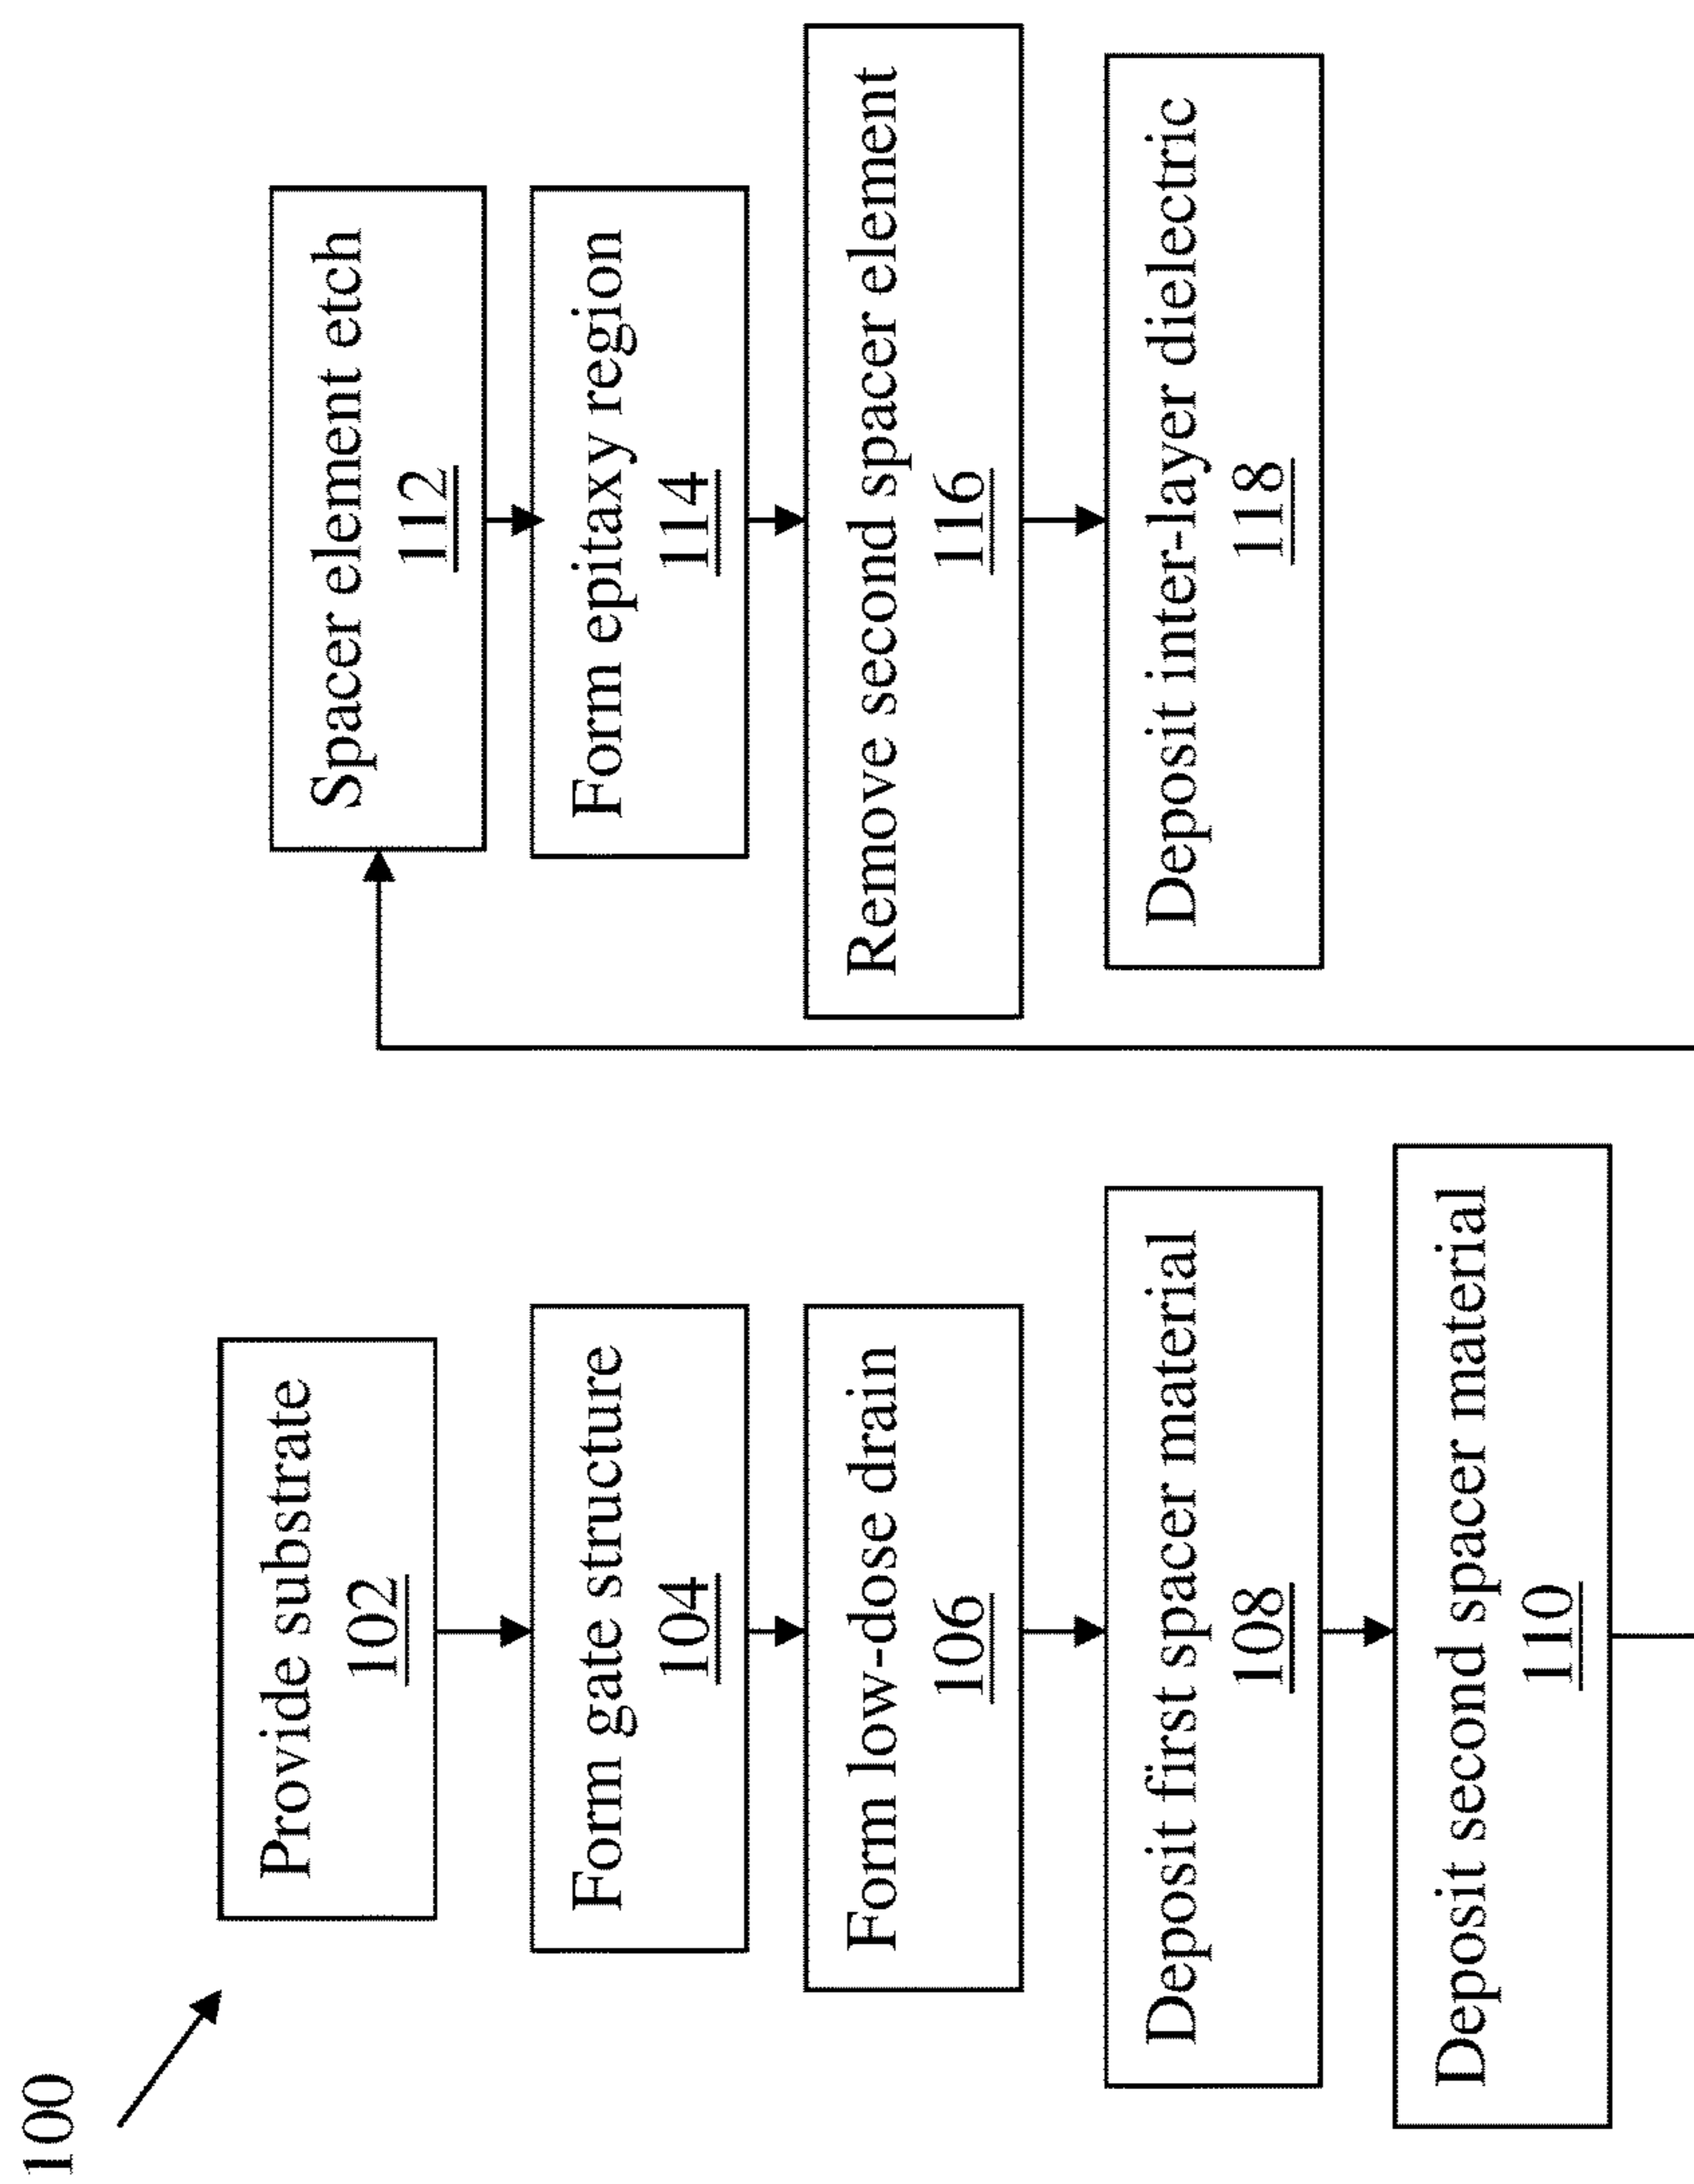 100
Provide substrate
102
Form gate structure
104
Form low-dose drain
106
Deposit first spacer material
108
Deposit second spacer material
110
Spacer element etch
112
Form epitaxy region
114
Remove second spacer element
116
Deposit inter-layer dielectric
118